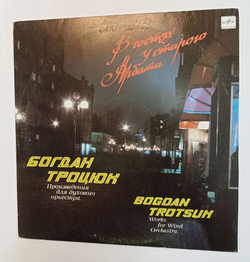 В гостях
у старого
Арбата
БОГДАН
ТРОЦЮК
Произведения
для духового
оркестра
BOGDAN
TROTSUK
Works
for Wind
Orchestra